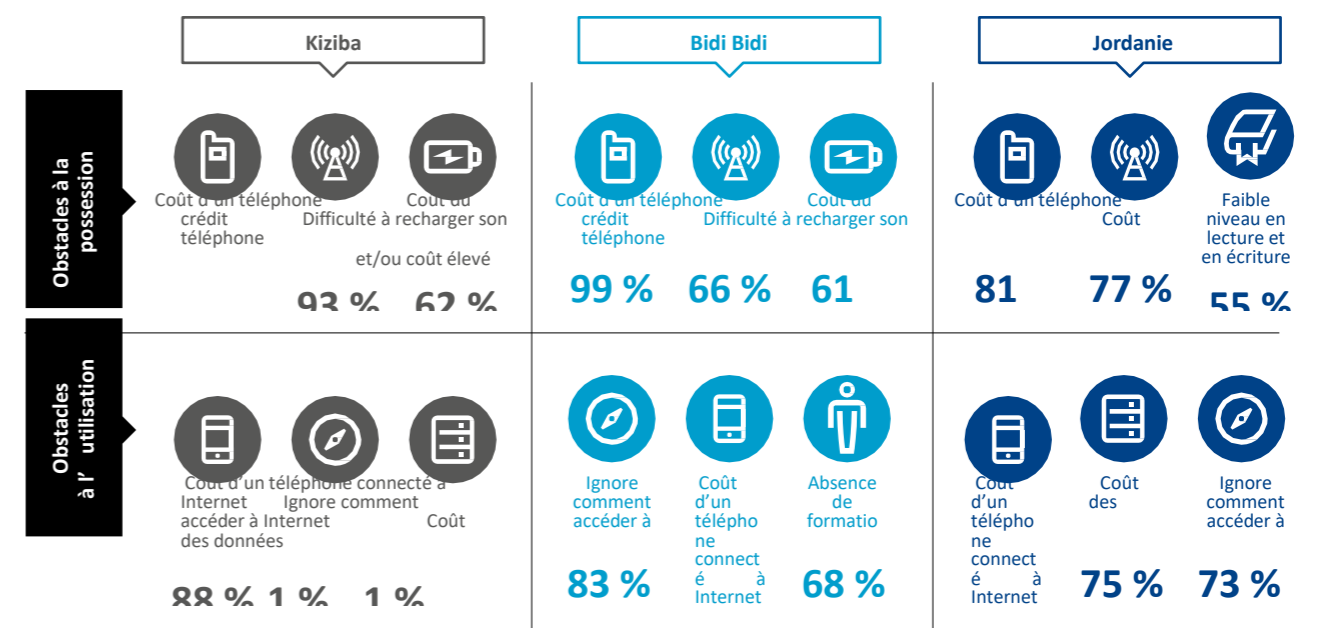 Kiziba
Bidi Bidi
Jordanie
Obstacles à la
possession
Coût d'un téléphone
Coût du
crédit
Difficulté à recharger son
téléphone
et/ou coût élevé
93 %
62 %
Coût d'un téléphone
Coût du
crédit
Difficulté à recharger son
téléphone
99 %
66 %
61
Coût d'un téléphone
Coût
Faible
niveau en
lecture et
en écriture
81
77 %
55 %
Obstacles
à l’ utilisation
Coût d’un téléphone connecté à
Internet
Ignore comment
accéder à Internet
Coût
des données
88 %
1 %
1 %
Ignore
comment
accéder à
83 %
Coût
d’un
télépho
ne
connect
é à
Internet
Absence
de
formatio
68 %
Coût
d’un
télépho
ne
connect
é à
Internet
Coût
des
75 %
Ignore
comment
accéder à
73 %